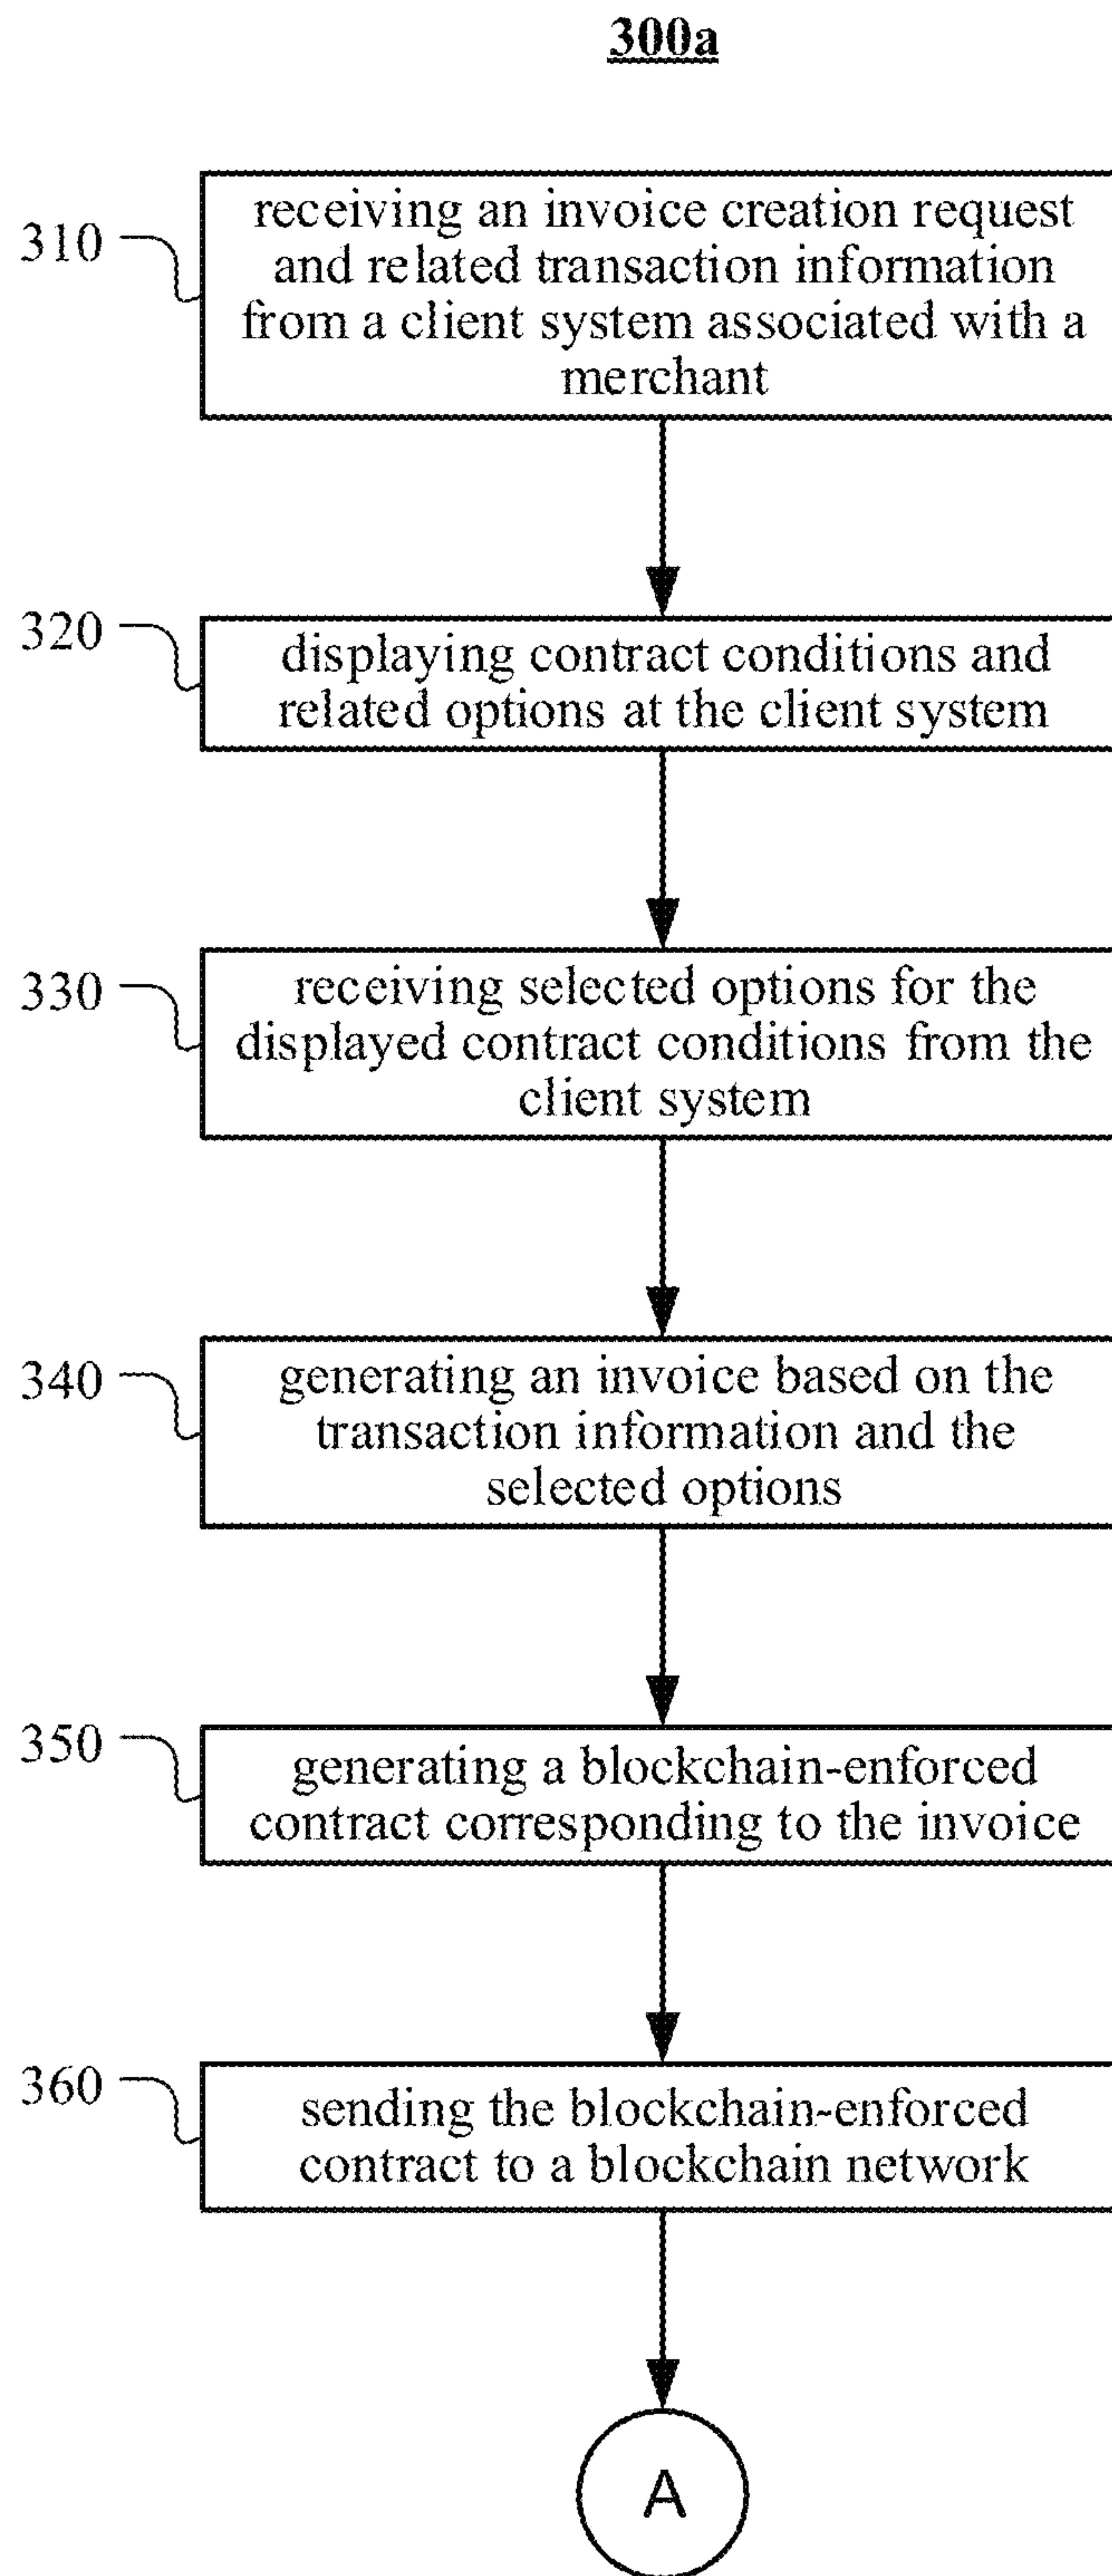 300a
310
receiving an invoice creation request
and related transaction information
from a client system associated with a
merchant
320
displaying contract conditions and
related options at the client system
330
receiving selected options for the
displayed contract conditions from the
client system
340
generating an invoice based on the
transaction information and the
selected options
350
generating a blockchain-enforced
contract corresponding to the invoice
360
sending the blockchain-enforced
contract to a blockchain network
A